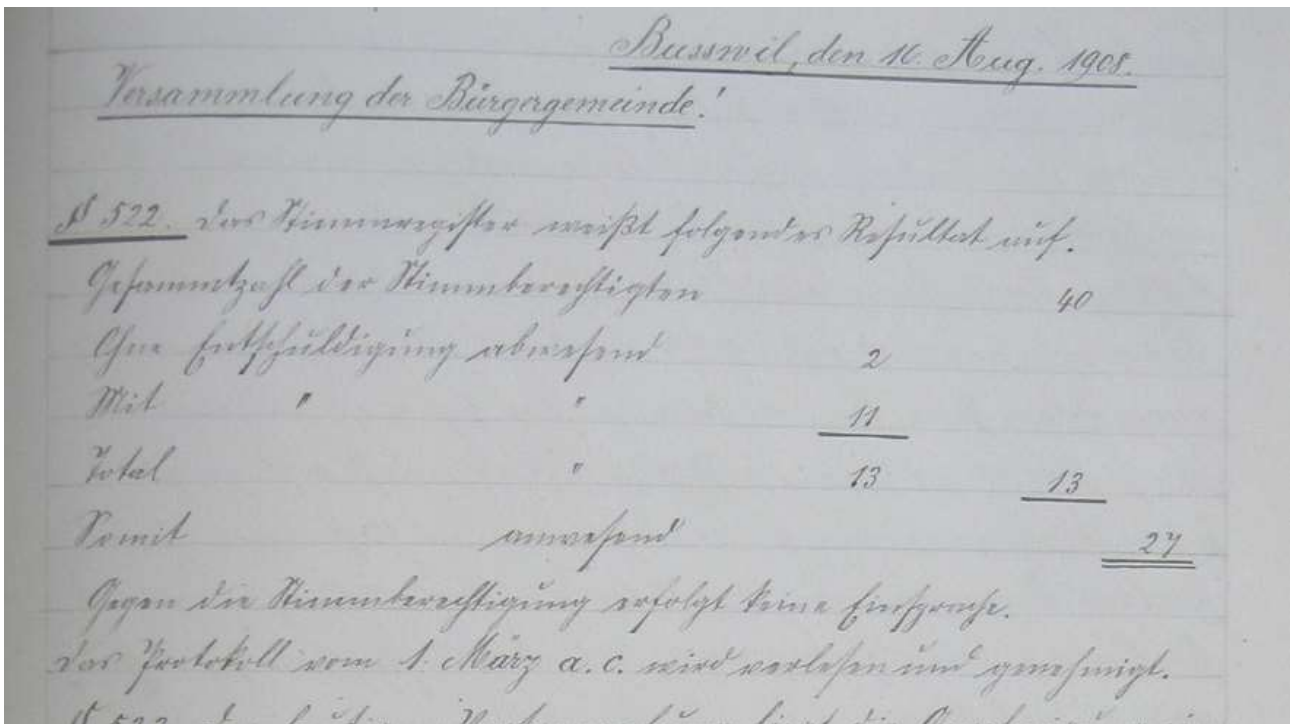 Busswil, den 16. Aug. 1908.
Versammlung der Bürgergemeinde!
§ 522. Das Stimmregister weißt folgendes Resultat auf.
Gesammtzahl der Stimmberechtigten 40
Ohne Entschuldigung abwesend 2
Mit " " 11
Total " 13 13
Somit anwesend 27
Gegen die Stimmberechtigung erfolgt keine Einsprache.
Das Protokoll vom 1. März a. c. wird verlesen und genehmigt.